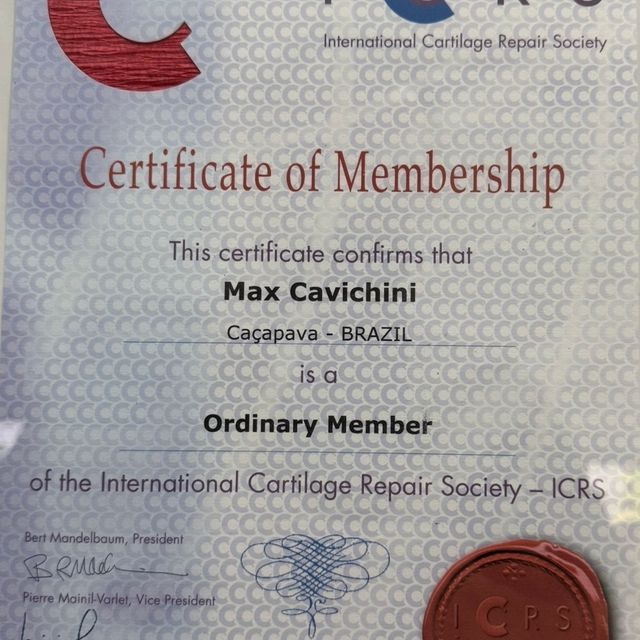 International Cartilage Repair Society
Certificate of Membership
This certificate confirms that
Max Cavichini
Caçapava - BRAZIL
is a
Ordinary Member
of the International Cartilage Repair Society – ICRS
Bert Mandelbaum, President
Pierre Mainil-Varlet, Vice President
I C R S